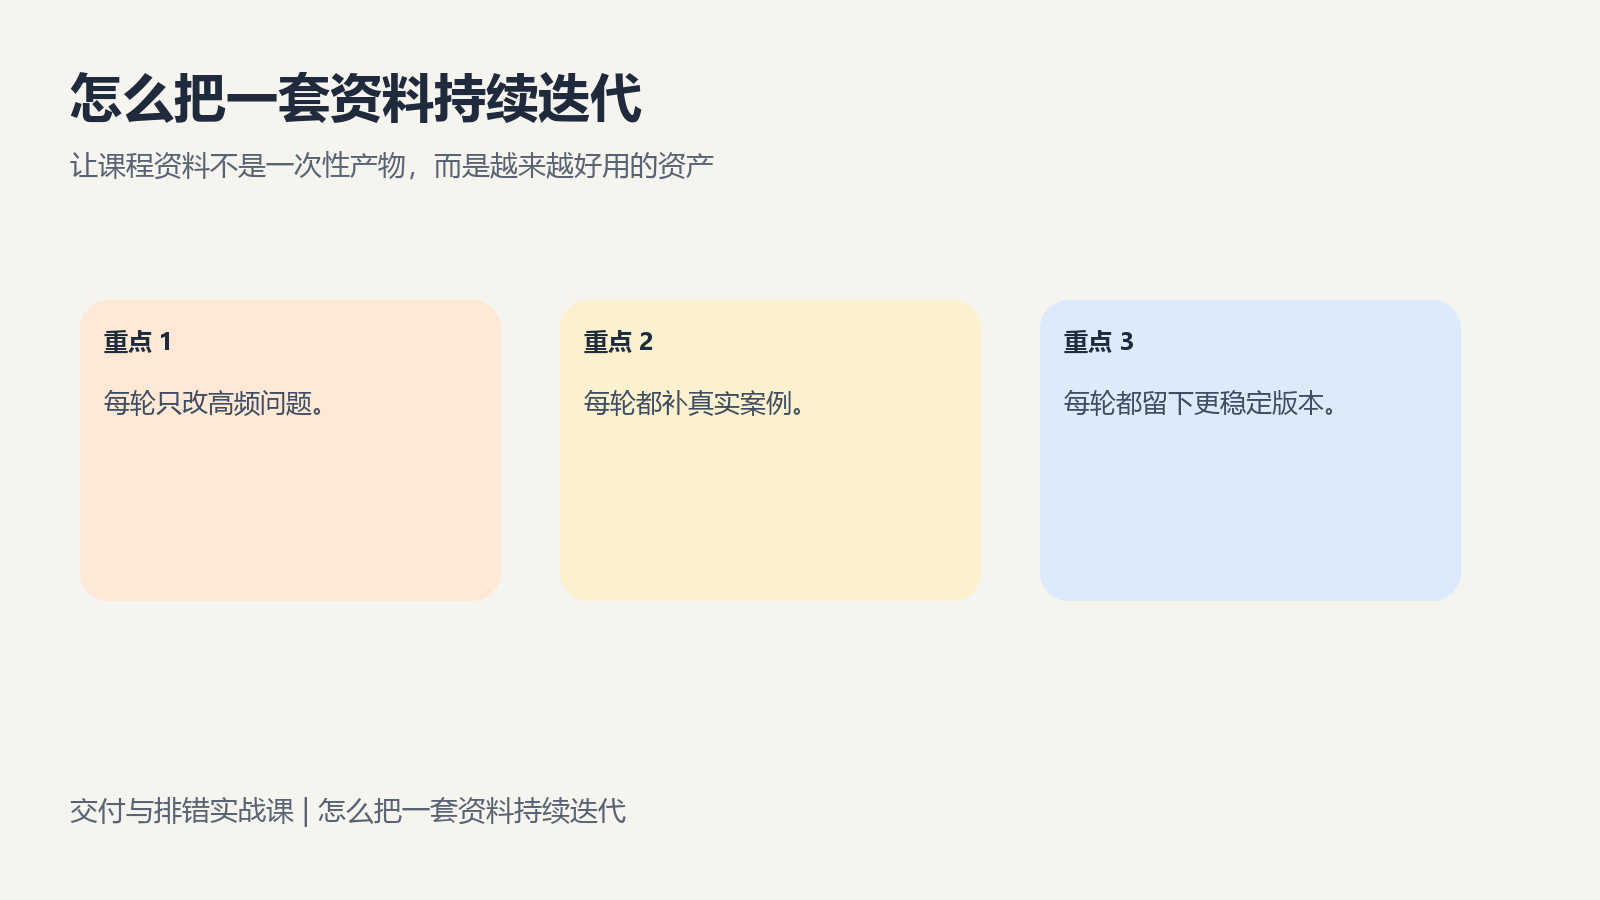 怎么把一套资料持续迭代
让课程资料不是一次性产物，而是越来越好用的资产
重点 1
每轮只改高频问题。
重点 2
每轮都补真实案例。
重点 3
每轮都留下更稳定版本。
交付与排错实战课 | 怎么把一套资料持续迭代